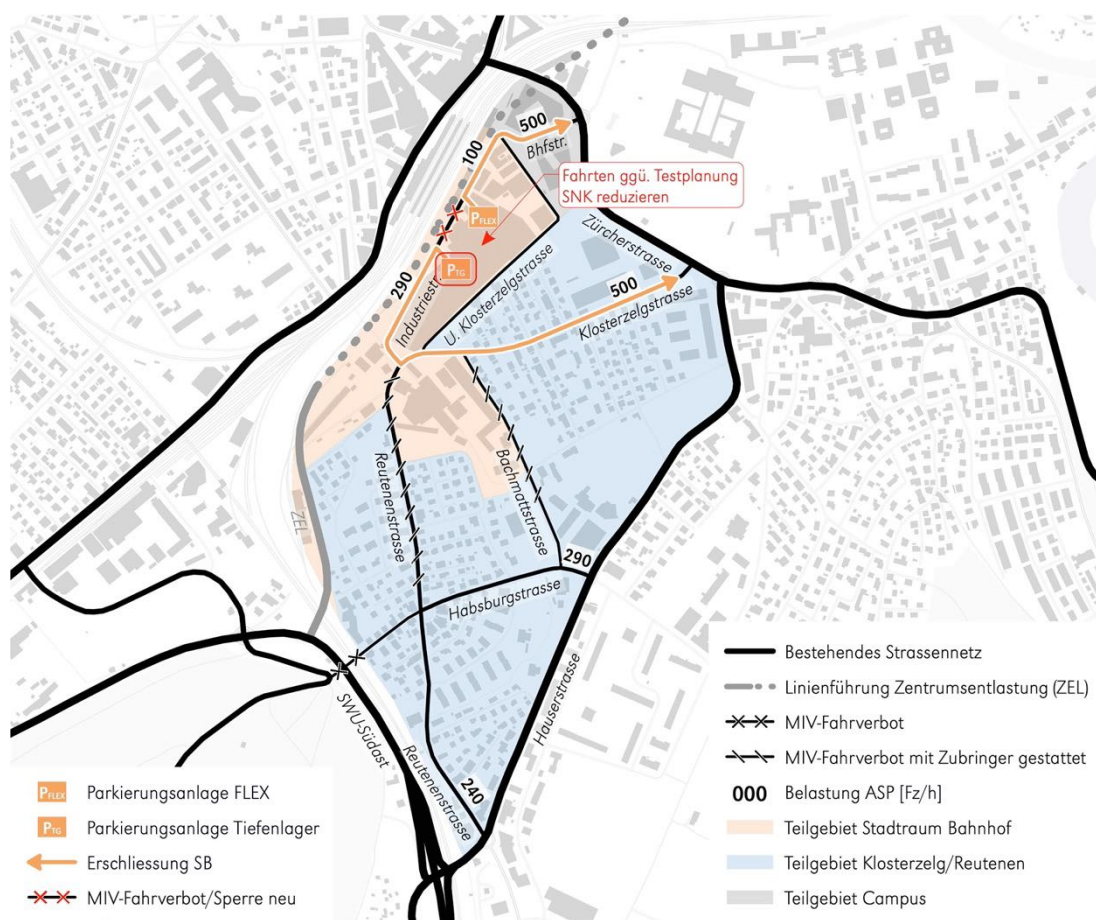 500
Bhfstr.
100
Fahrten ggü. Testplanung
SNK reduzieren
PFLEX
Zürcherstrasse
PTG
290
Industriestr.
U. Klosterzelgstrasse
500
Klosterzelgstrasse
Reutenenstrasse
Bachmattstrasse
ZEL
290
Habsburgstrasse
SWU-Südast
Hauserstrasse
Reutenenstrasse
240
PFLEX Parkierungsanlage FLEX
PTG Parkierungsanlage Tiefenlager
Erschliessung SB
MIV-Fahrverbot/Sperre neu
Bestehendes Strassennetz
Linienführung Zentrumsentlastung (ZEL)
MIV-Fahrverbot
MIV-Fahrverbot mit Zubringer gestattet
000 Belastung ASP [Fz/h]
Teilgebiet Stadtraum Bahnhof
Teilgebiet Klosterzelg/Reutenen
Teilgebiet Campus